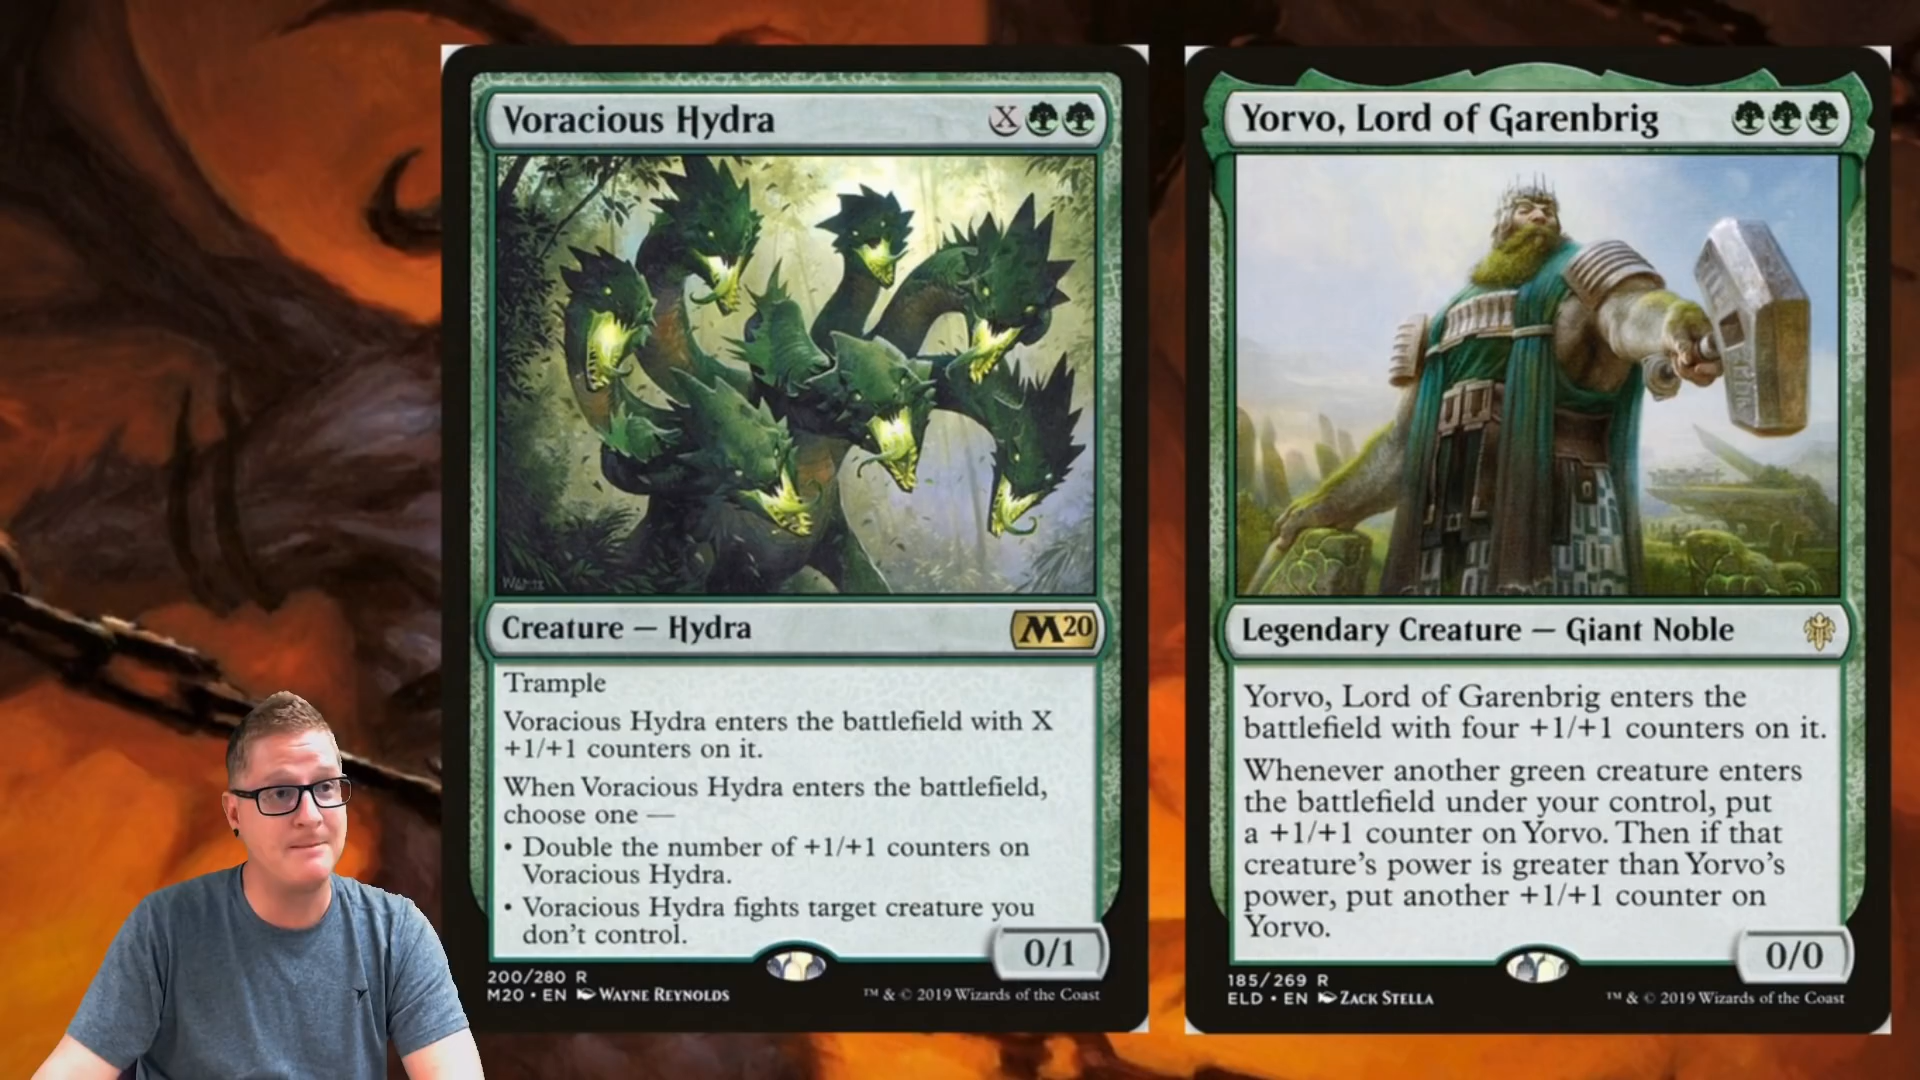 Voracious Hydra
X
Creature — Hydra
M20
Trample
Voracious Hydra enters the battlefield with X
+1/+1 counters on it.
When Voracious Hydra enters the battlefield,
choose one —
• Double the number of +1/+1 counters on
Voracious Hydra.
• Voracious Hydra fights target creature you
don't control.
0/1
200/280 R
M20 • EN Wayne Reynolds
™ & © 2019 Wizards of the Coast
Yorvo, Lord of Garenbrig
Legendary Creature — Giant Noble
Yorvo, Lord of Garenbrig enters the
battlefield with four +1/+1 counters on it.
Whenever another green creature enters
the battlefield under your control, put
a +1/+1 counter on Yorvo. Then if that
creature's power is greater than Yorvo's
power, put another +1/+1 counter on
Yorvo.
0/0
185/269 R
ELD • EN Zack Stella
™ & © 2019 Wizards of the Coast